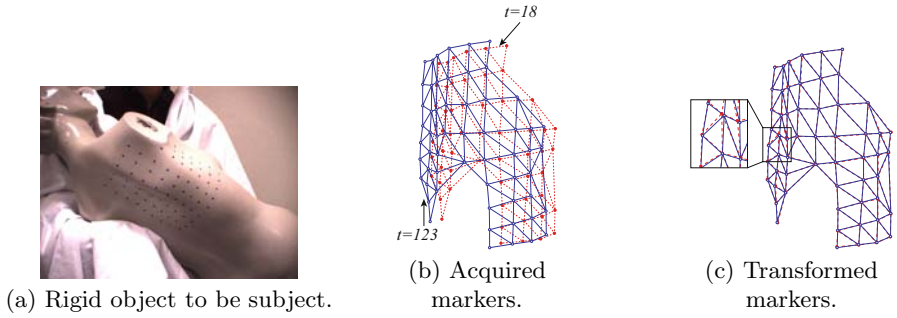 t=18
t=123
(a) Rigid object to be subject.
(b) Acquired
markers.
(c) Transformed
markers.